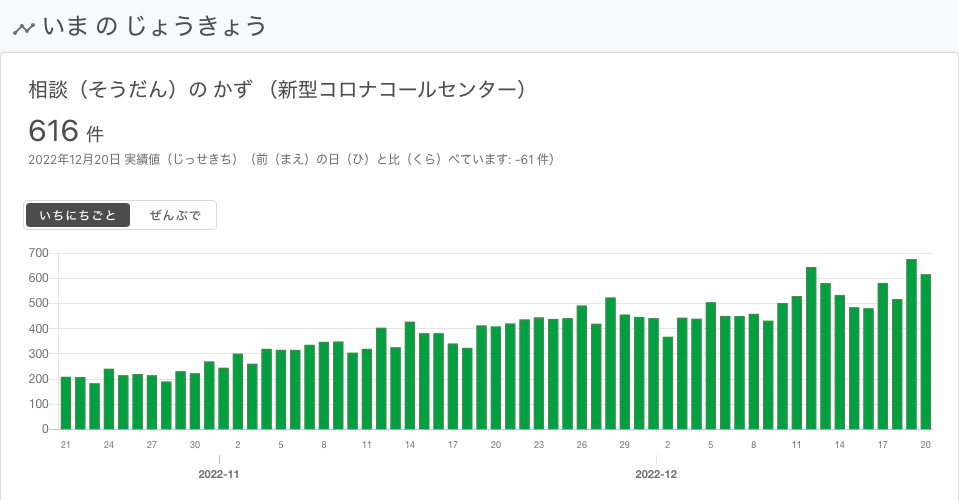 いま の じょうきょう
相談（そうだん）の かず （新型コロナコールセンター）
616 件
2022年12月20日 実績値（じっせきち）（前（まえ）の日（ひ）と比（くら）べています: -61 件）
いちにちごと ぜんぶで
700
600
500
400
300
200
100
0
21 24 27 30 2 5 8 11 14 17 20 23 26 29 2 5 8 11 14 17 20
2022-11 2022-12